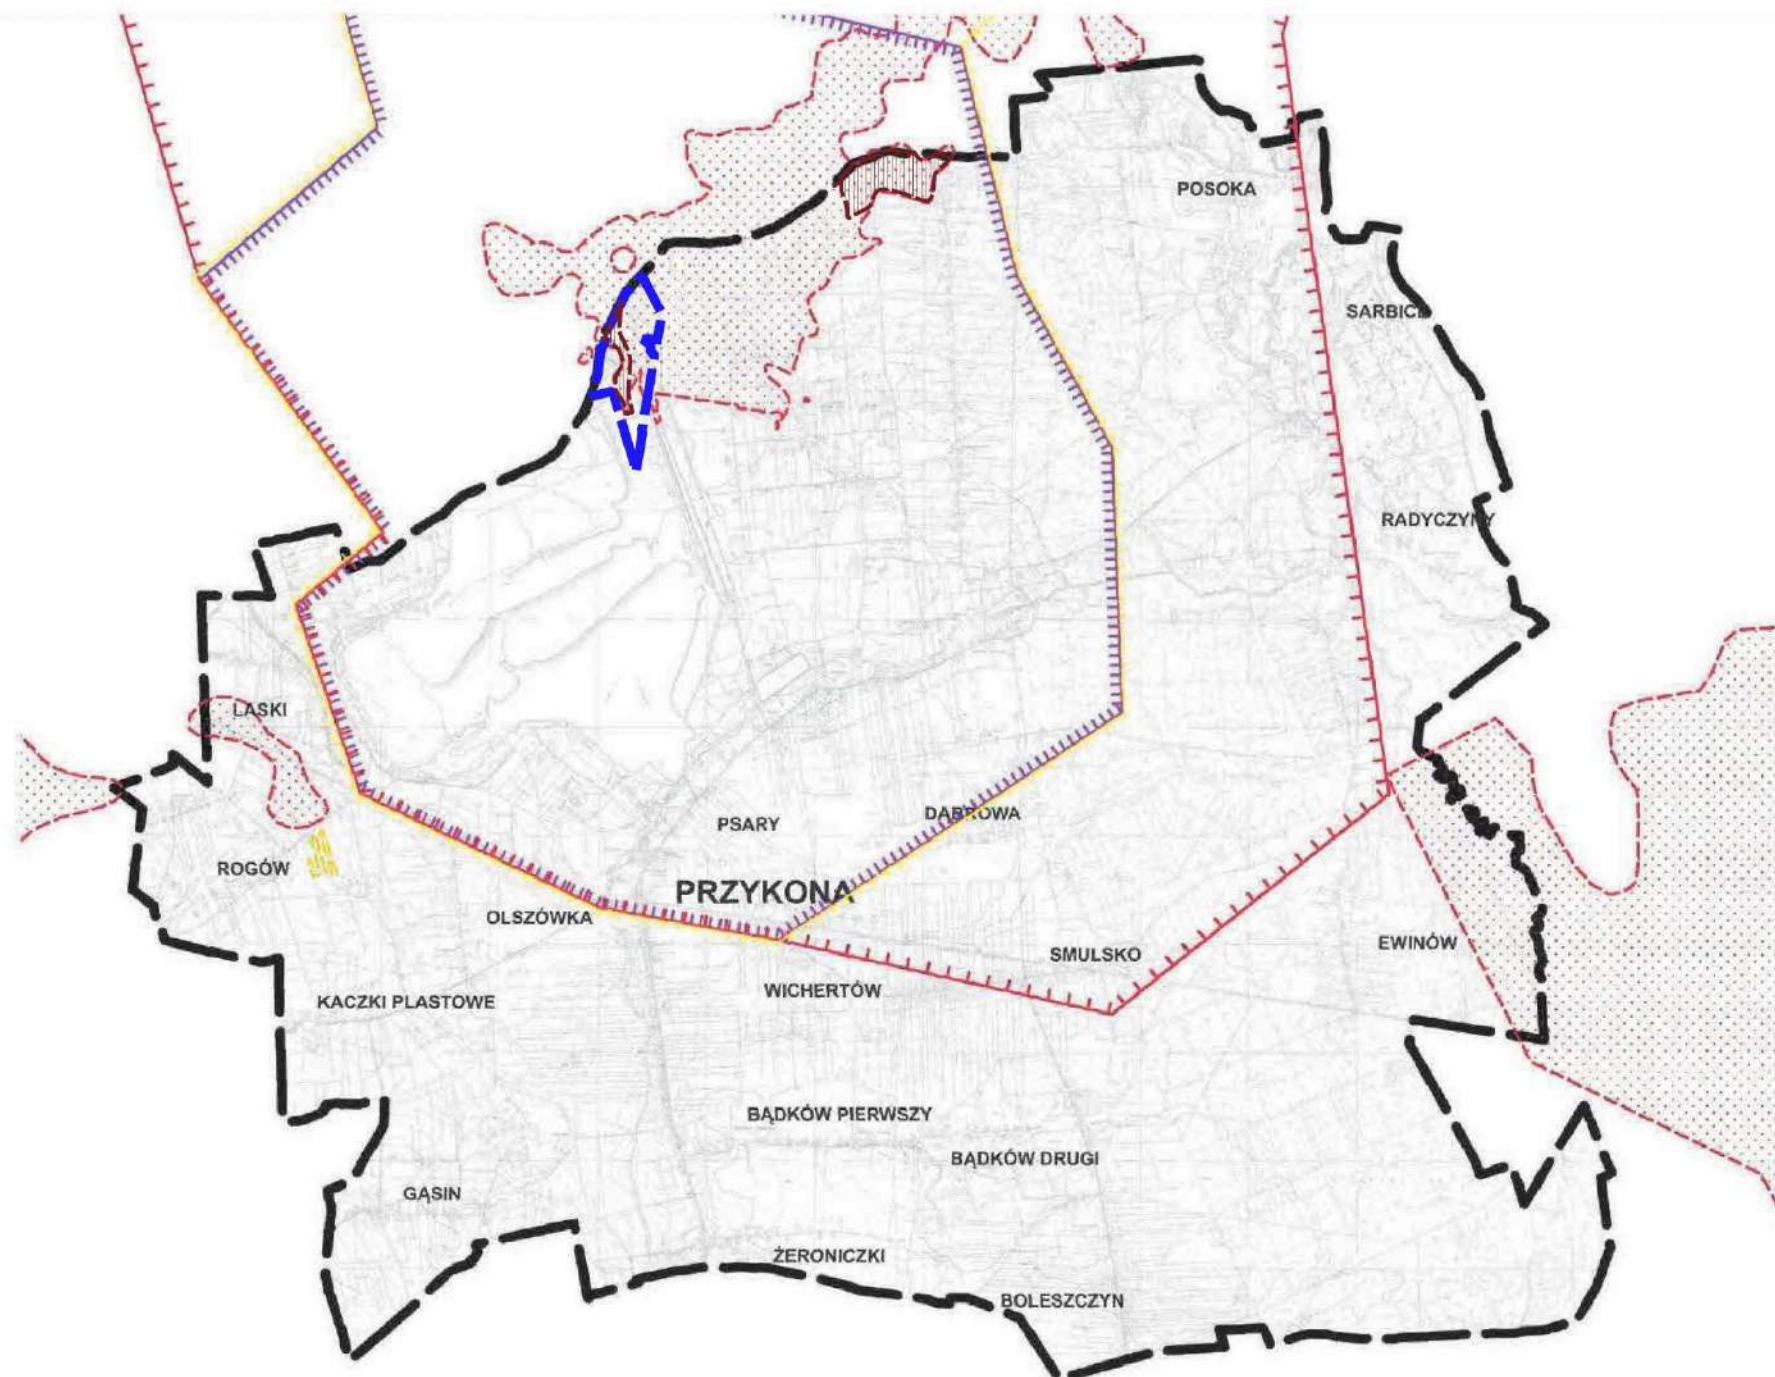 POSOKA
SARBICE
RADYCZYNY
LASKI
PSARY
DĄBROWA
ROGÓW
PRZYKONA
OLSZÓWKA
SMULSKO
EWINÓW
WICHERTÓW
KACZKI PLASTOWE
BĄDKÓW PIERWSZY
BĄDKÓW DRUGI
GĄSIN
ŻERONICZKI
BOLESZCZYN